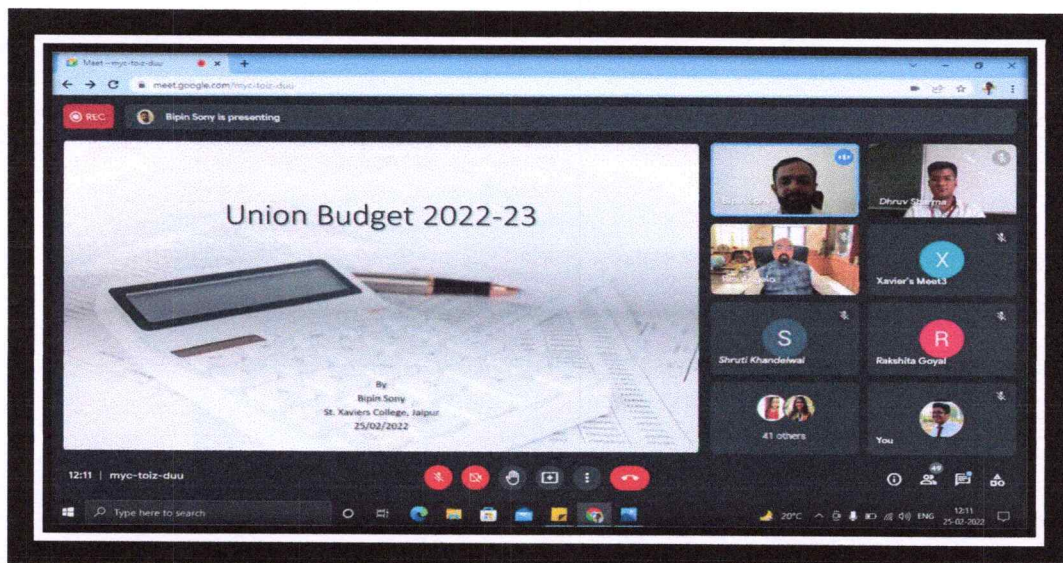 Meet – myc-toiz-duu
meet.google.com/myc-toiz-duu
REC
Bipin Sony is presenting
Union Budget 2022-23
By
Bipin Sony
St. Xaviers College, Jaipur
25/02/2022
Bipin Sony
Dhruv Sharma
X
Xavier's Meet3
S
Shruti Khandelwal
R
Rakshita Goyal
41 others
You
12:11 | myc-toiz-duu
49
Type here to search
20°C
ENG
12:11
25-02-2022